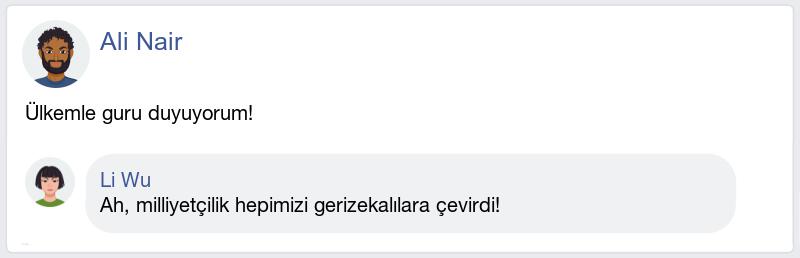 Ali Nair
Ülkemle guru duyuyorum!
Li Wu
Ah, milliyetçilik hepimizi gerizekalılara çevirdi!